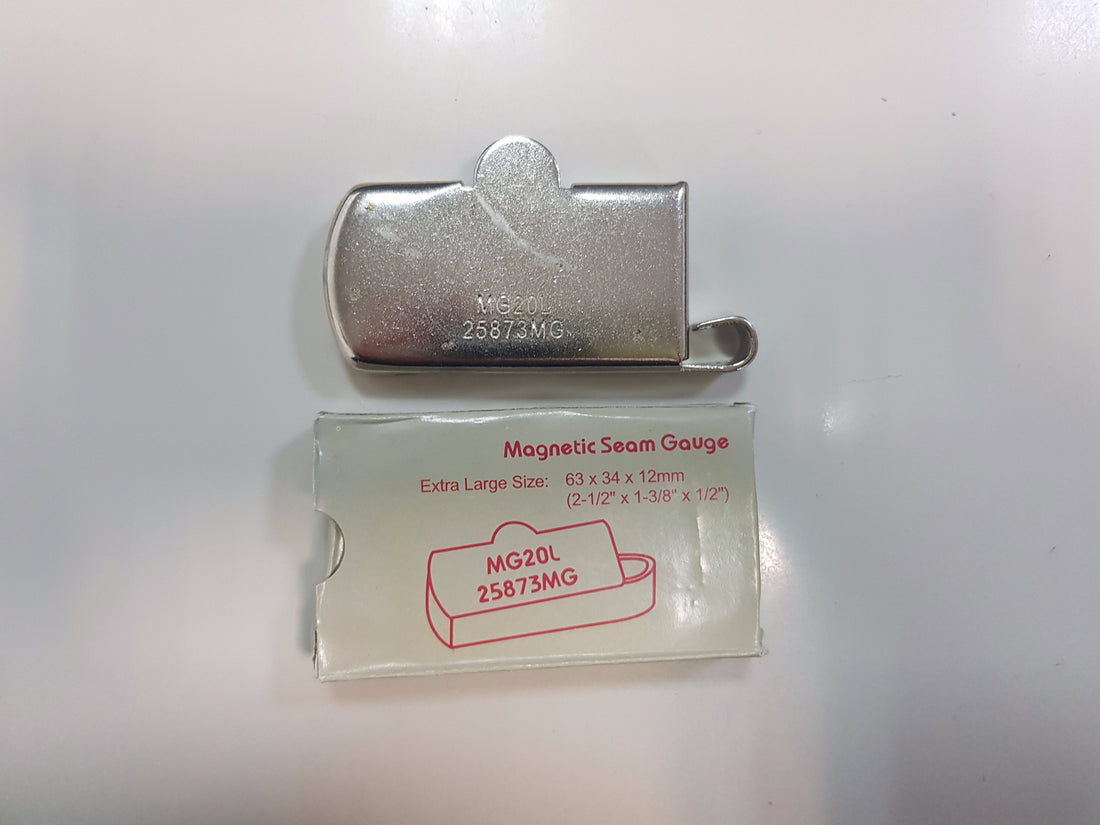 MG20L
25873MG
Magnetic Seam Gauge
Extra Large Size: 63 x 34 x 12mm
(2-1/2" x 1-3/8" x 1/2")
MG20L
25873MG